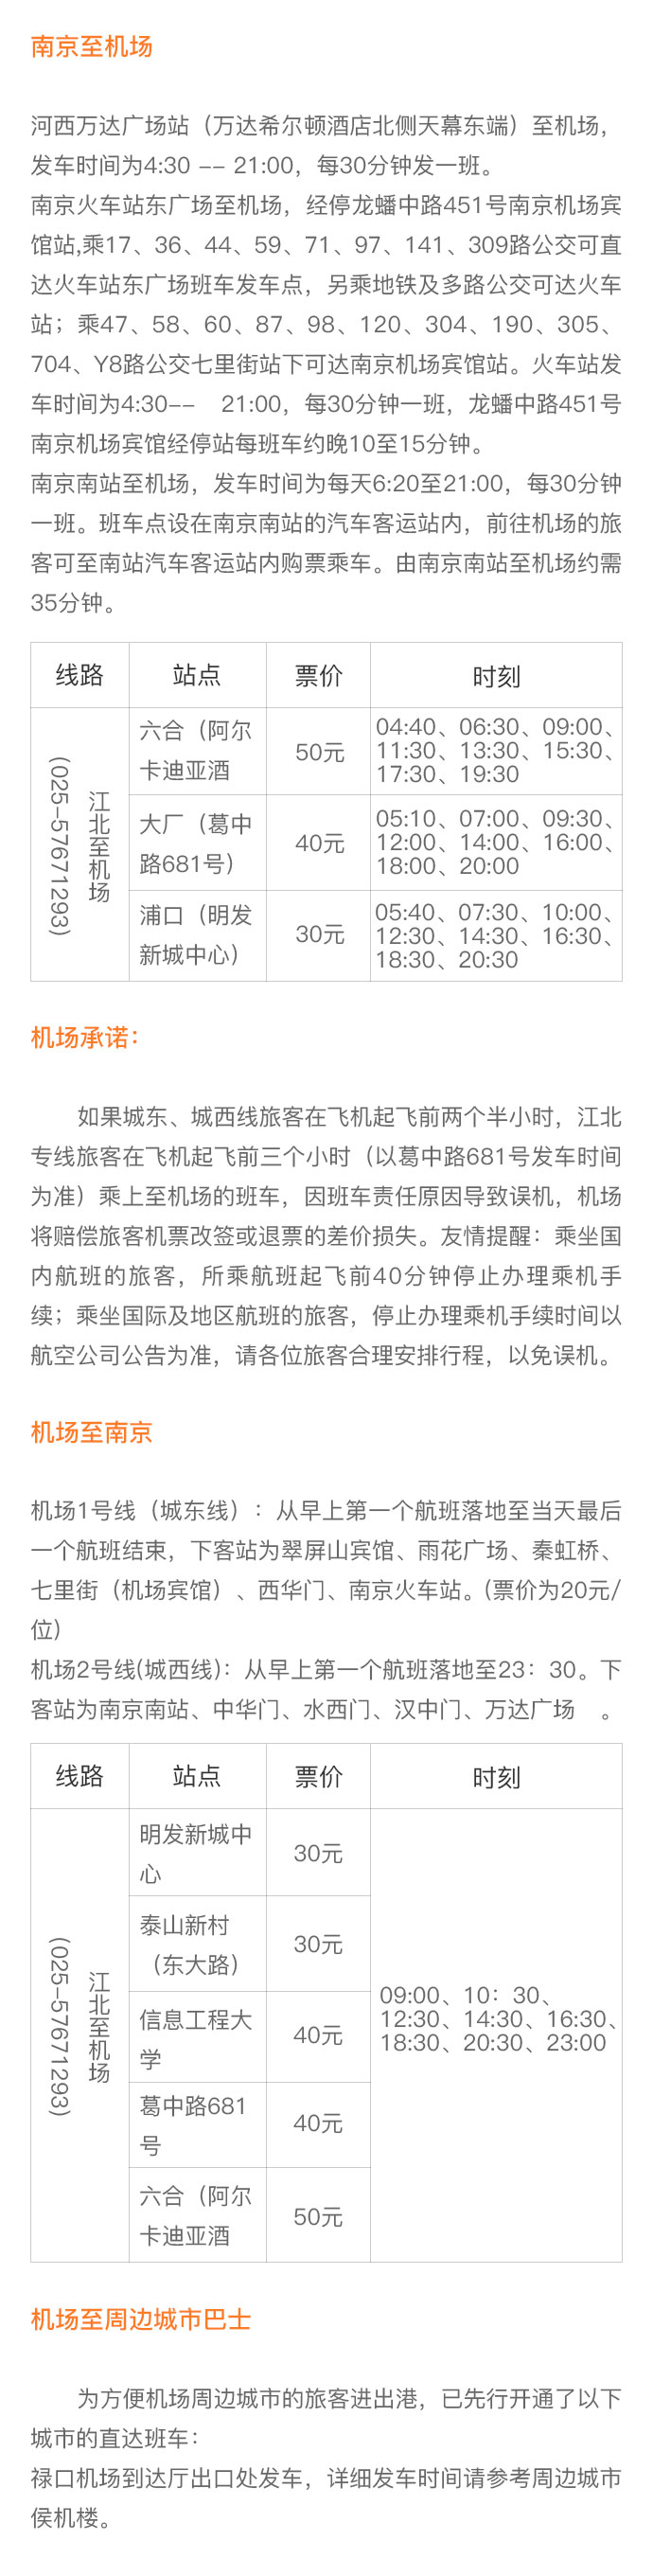 南京至机场
河西万达广场站（万达希尔顿酒店北侧天幕东端）至机场，
发车时间为4:30 -- 21:00，每30分钟发一班。
南京火车站东广场至机场，经停龙蟠中路451号南京机场宾
馆站,乘17、36、44、59、71、97、141、309路公交可直
达火车站东广场班车发车点，另乘地铁及多路公交可达火车
站；乘47、58、60、87、98、120、304、190、305、
704、Y8路公交七里街站下可达南京机场宾馆站。火车站发
车时间为4:30-- 21:00，每30分钟一班，龙蟠中路451号
南京机场宾馆经停站每班车约晚10至15分钟。
南京南站至机场，发车时间为每天6:20至21:00，每30分钟
一班。班车点设在南京南站的汽车客运站内，前往机场的旅
客可至南站汽车客运站内购票乘车。由南京南站至机场约需
35分钟。
线路 站点 票价 时刻
江北至机场
(025-57671293)
六合（阿尔
卡迪亚酒
50元
04:40、06:30、09:00、
11:30、13:30、15:30、
17:30、19:30
大厂（葛中
路681号）
40元
05:10、07:00、09:30、
12:00、14:00、16:00、
18:00、20:00
浦口（明发
新城中心）
30元
05:40、07:30、10:00、
12:30、14:30、16:30、
18:30、20:30
机场承诺：
如果城东、城西线旅客在飞机起飞前两个半小时，江北
专线旅客在飞机起飞前三个小时（以葛中路681号发车时间
为准）乘上至机场的班车，因班车责任原因导致误机，机场
将赔偿旅客机票改签或退票的差价损失。友情提醒：乘坐国
内航班的旅客，所乘航班起飞前40分钟停止办理乘机手
续；乘坐国际及地区航班的旅客，停止办理乘机手续时间以
航空公司公告为准，请各位旅客合理安排行程，以免误机。
机场至南京
机场1号线（城东线）：从早上第一个航班落地至当天最后
一个航班结束，下客站为翠屏山宾馆、雨花广场、秦虹桥、
七里街（机场宾馆）、西华门、南京火车站。(票价为20元/
位)
机场2号线(城西线)：从早上第一个航班落地至23：30。下
客站为南京南站、中华门、水西门、汉中门、万达广场 。
线路 站点 票价 时刻
江北至机场
(025-57671293)
明发新城中
心
30元
泰山新村
（东大路）
30元
信息工程大
学
40元
葛中路681
号
40元
六合（阿尔
卡迪亚酒
50元
09:00、10：30、
12:30、14:30、16:30、
18:30、20:30、23:00
机场至周边城市巴士
为方便机场周边城市的旅客进出港，已先行开通了以下
城市的直达班车：
禄口机场到达厅出口处发车，详细发车时间请参考周边城市
侯机楼。